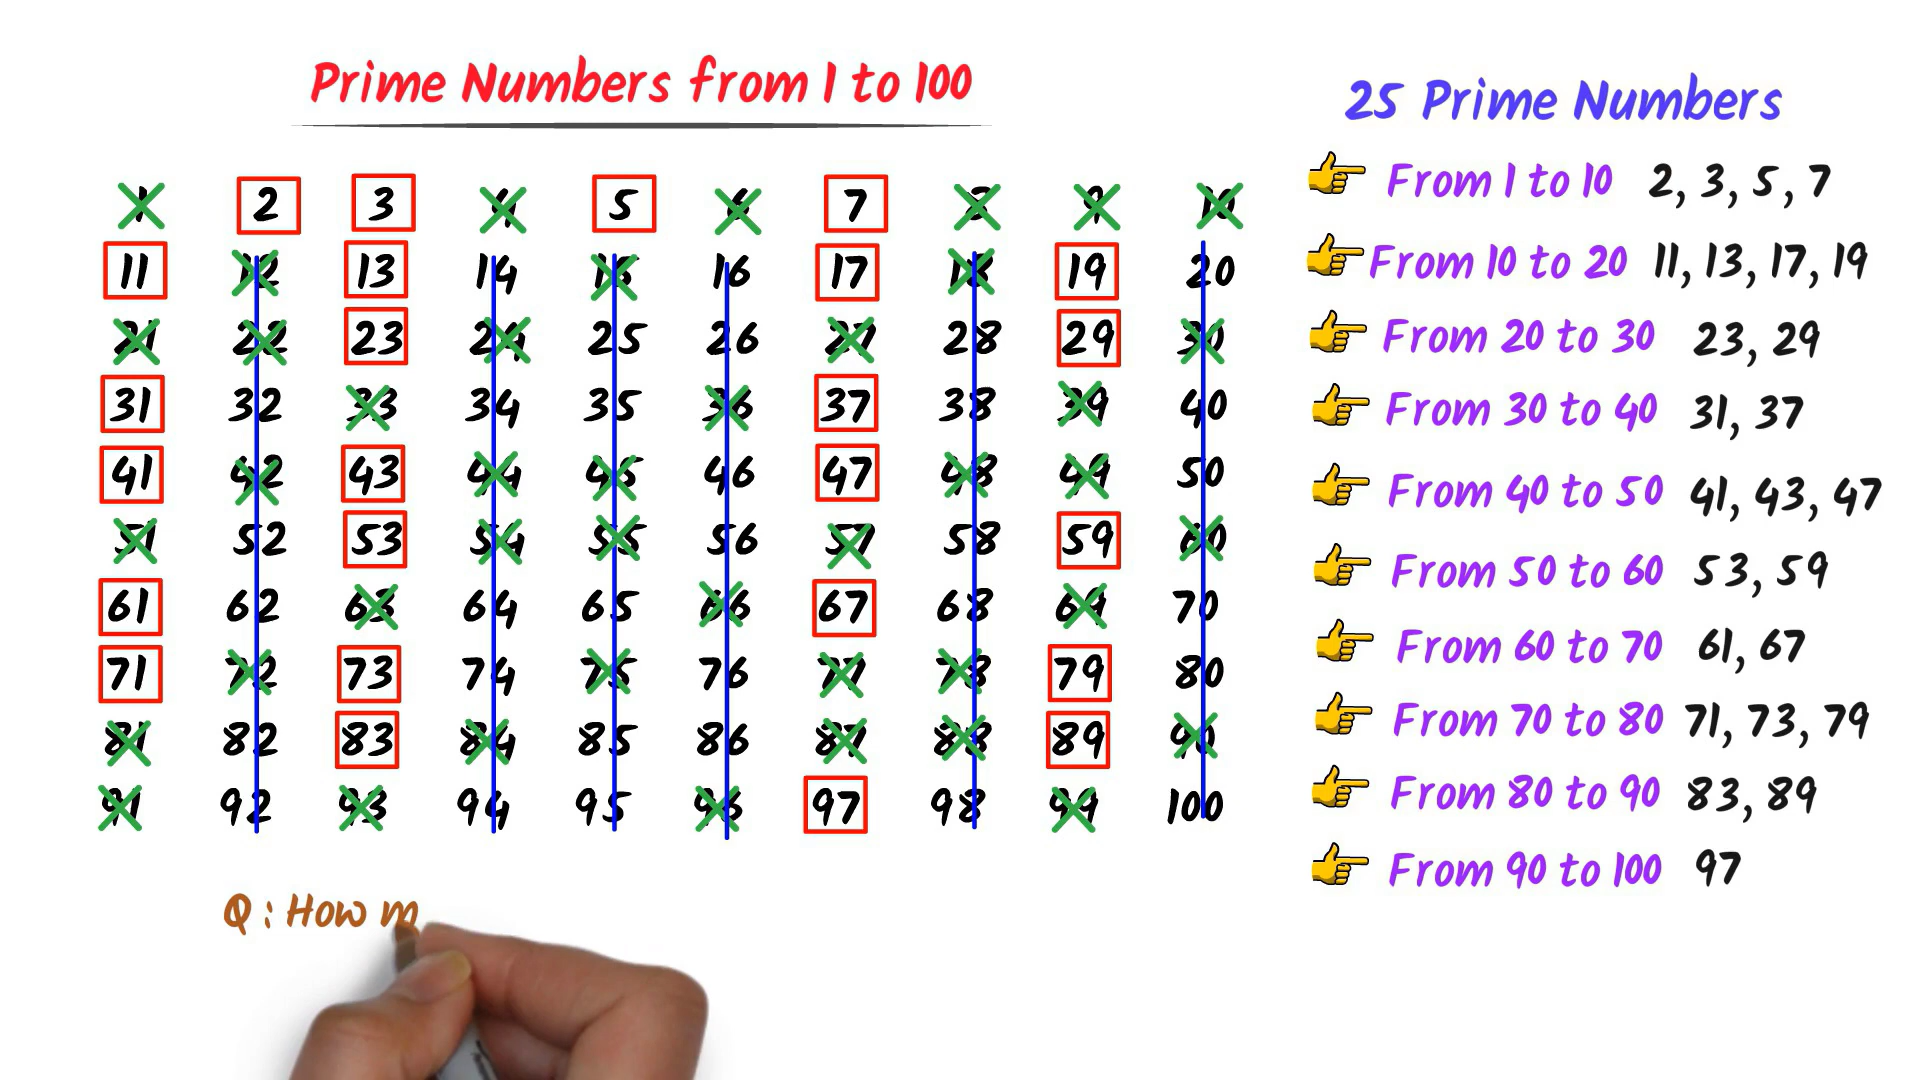 Prime Numbers from 1 to 100
1 2 3 4 5 6 7 8 9 10
11 12 13 14 15 16 17 18 19 20
21 22 23 24 25 26 27 28 29 30
31 32 33 34 35 36 37 38 39 40
41 42 43 44 45 46 47 48 49 50
51 52 53 54 55 56 57 58 59 60
61 62 63 64 65 66 67 68 69 70
71 72 73 74 75 76 77 78 79 80
81 82 83 84 85 86 87 88 89 90
91 92 93 94 95 96 97 98 99 100
Q : How m
25 Prime Numbers
From 1 to 10 2, 3, 5, 7
From 10 to 20 11, 13, 17, 19
From 20 to 30 23, 29
From 30 to 40 31, 37
From 40 to 50 41, 43, 47
From 50 to 60 53, 59
From 60 to 70 61, 67
From 70 to 80 71, 73, 79
From 80 to 90 83, 89
From 90 to 100 97